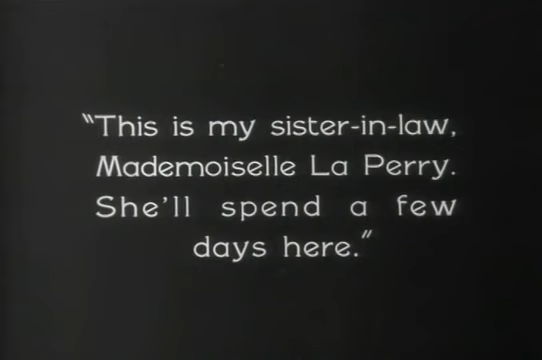 "This is my sister-in-law,
Mademoiselle La Perry.
She'll spend a few
days here."